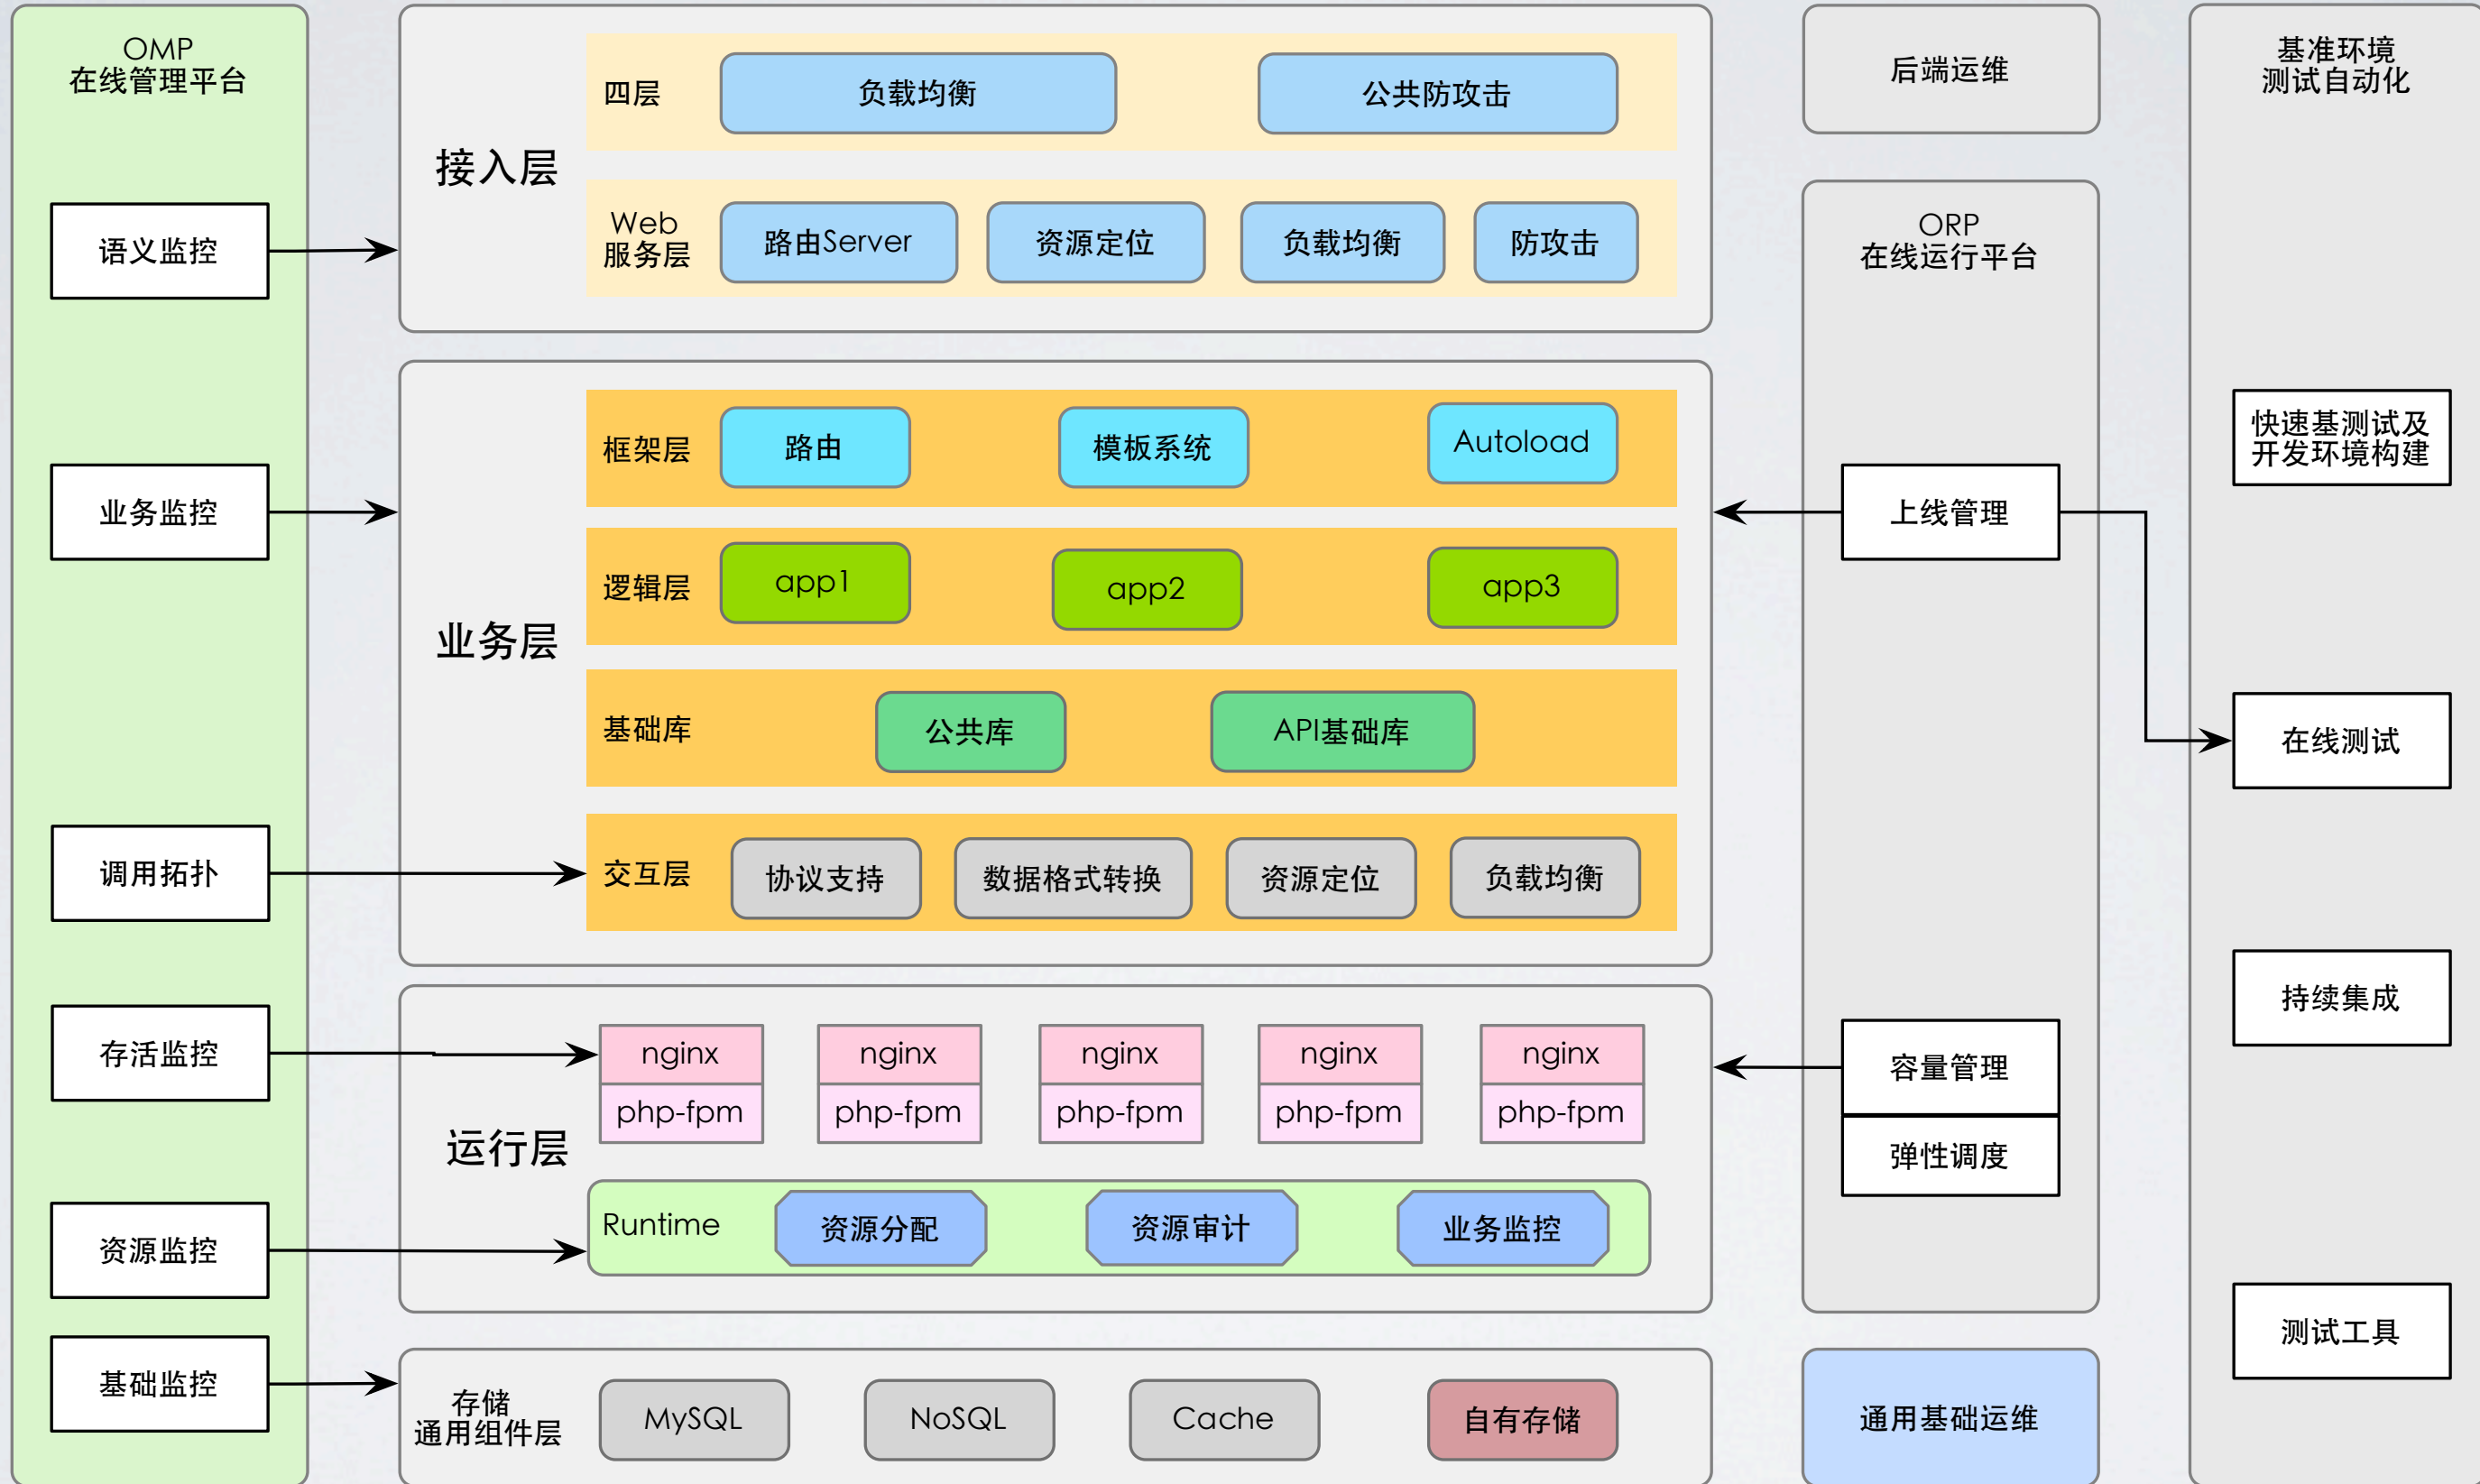 OMP
在线管理平台
语义监控
业务监控
调用拓扑
存活监控
资源监控
基础监控
接入层
四层
负载均衡
公共防攻击
Web
服务层
路由Server
资源定位
负载均衡
防攻击
业务层
框架层
路由
模板系统
Autoload
逻辑层
app1
app2
app3
基础库
公共库
API基础库
交互层
协议支持
数据格式转换
资源定位
负载均衡
运行层
nginx
php-fpm
nginx
php-fpm
nginx
php-fpm
nginx
php-fpm
nginx
php-fpm
Runtime
资源分配
资源审计
业务监控
存储
通用组件层
MySQL
NoSQL
Cache
自有存储
后端运维
ORP
在线运行平台
上线管理
容量管理
弹性调度
通用基础运维
基准环境
测试自动化
快速基测试及
开发环境构建
在线测试
持续集成
测试工具